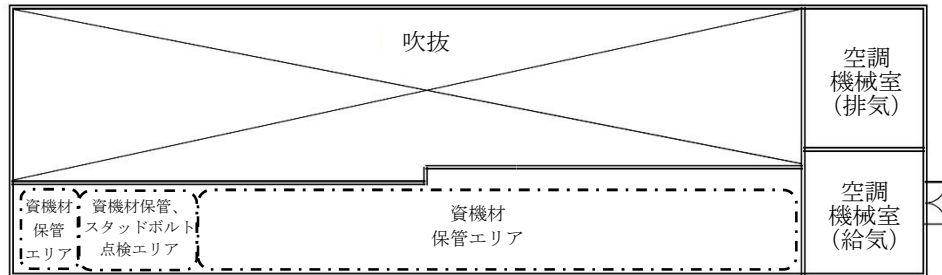 吹抜
空調
機械室
(排気)
資機材
保管
エリア
資機材保管、
スタッドボルト
点検エリア
資機材
保管エリア
空調
機械室
(給気)